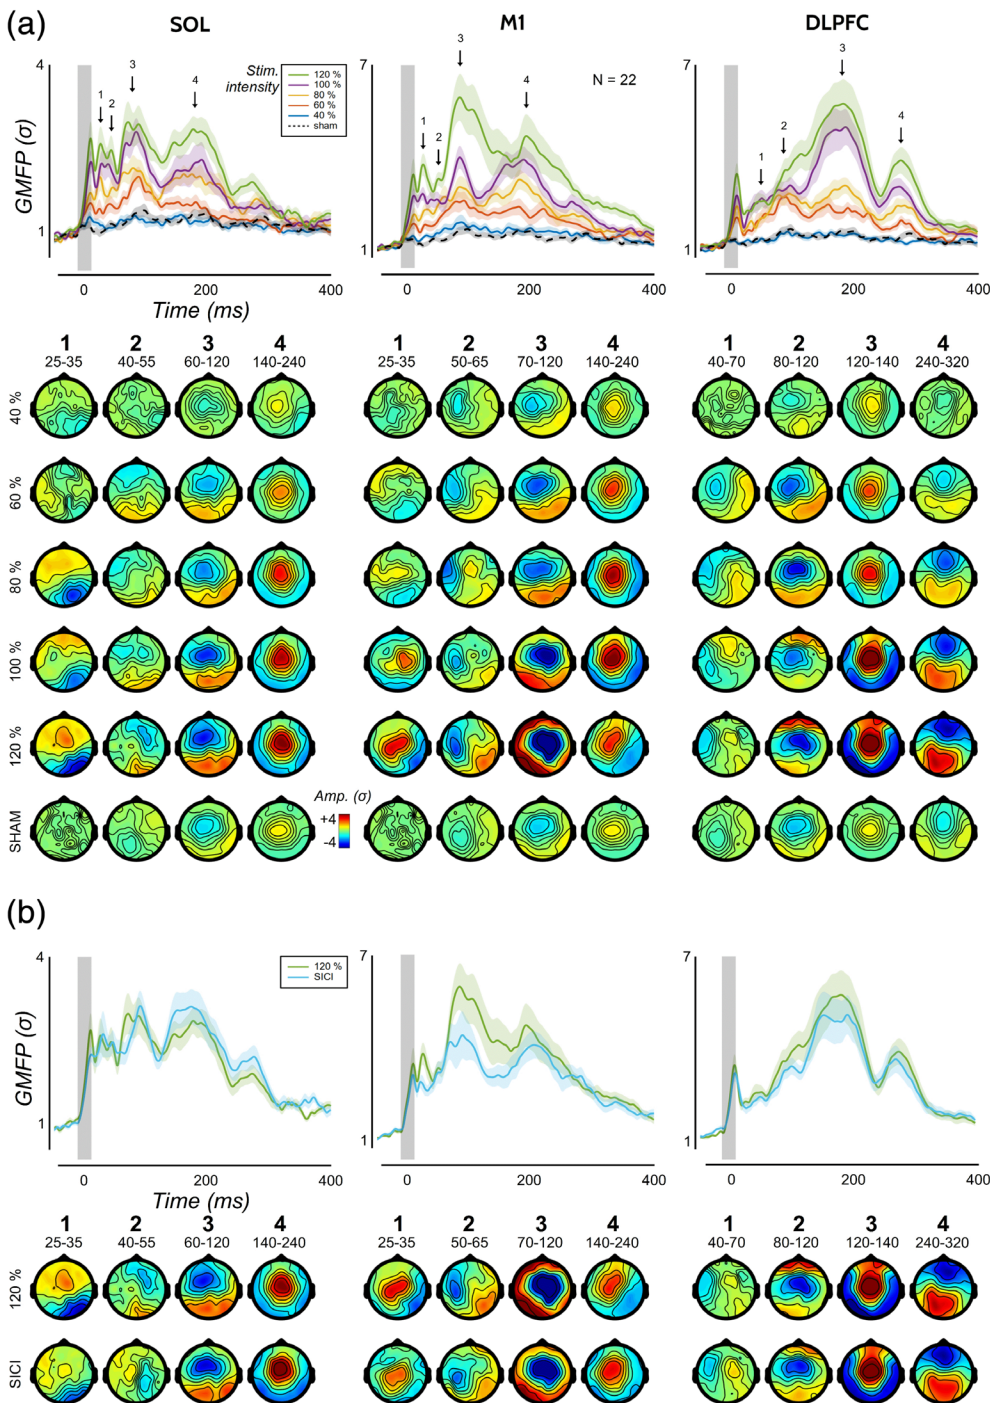 (a)
SOL
M1
DLPFC
4
1
GMFP (σ)
Stim. intensity
120 %
100 %
80 %
60 %
40 %
sham
1
2
3
4
0
200
400
Time (ms)
7
1
1
2
3
4
N = 22
0
200
400
7
1
1
2
3
4
0
200
400
1 2 3 4 1 2 3 4 1 2 3 4
25-35 40-55 60-120 140-240 25-35 50-65 70-120 140-240 40-70 80-120 120-140 240-320
40 %
60 %
80 %
100 %
120 %
SHAM
Amp. (σ)
+4
-4
(b)
4
1
GMFP (σ)
120 %
SICI
0
200
400
Time (ms)
7
1
0
200
400
7
1
0
200
400
1 2 3 4 1 2 3 4 1 2 3 4
25-35 40-55 60-120 140-240 25-35 50-65 70-120 140-240 40-70 80-120 120-140 240-320
120 %
SICI